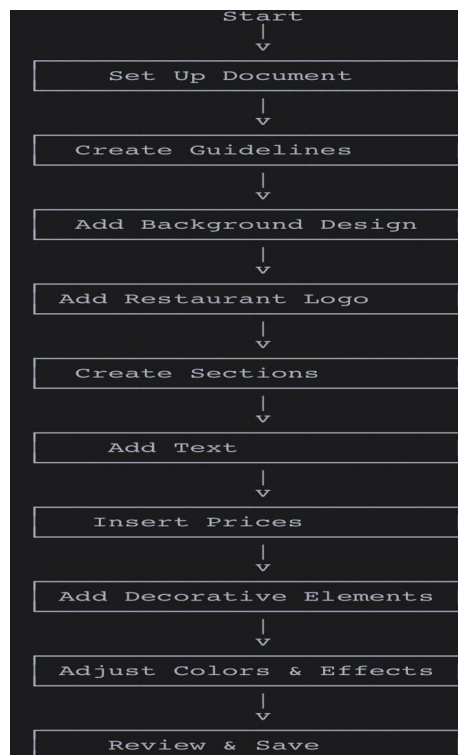 Start
Set Up Document
Create Guidelines
Add Background Design
Add Restaurant Logo
Create Sections
Add Text
Insert Prices
Add Decorative Elements
Adjust Colors & Effects
Review & Save